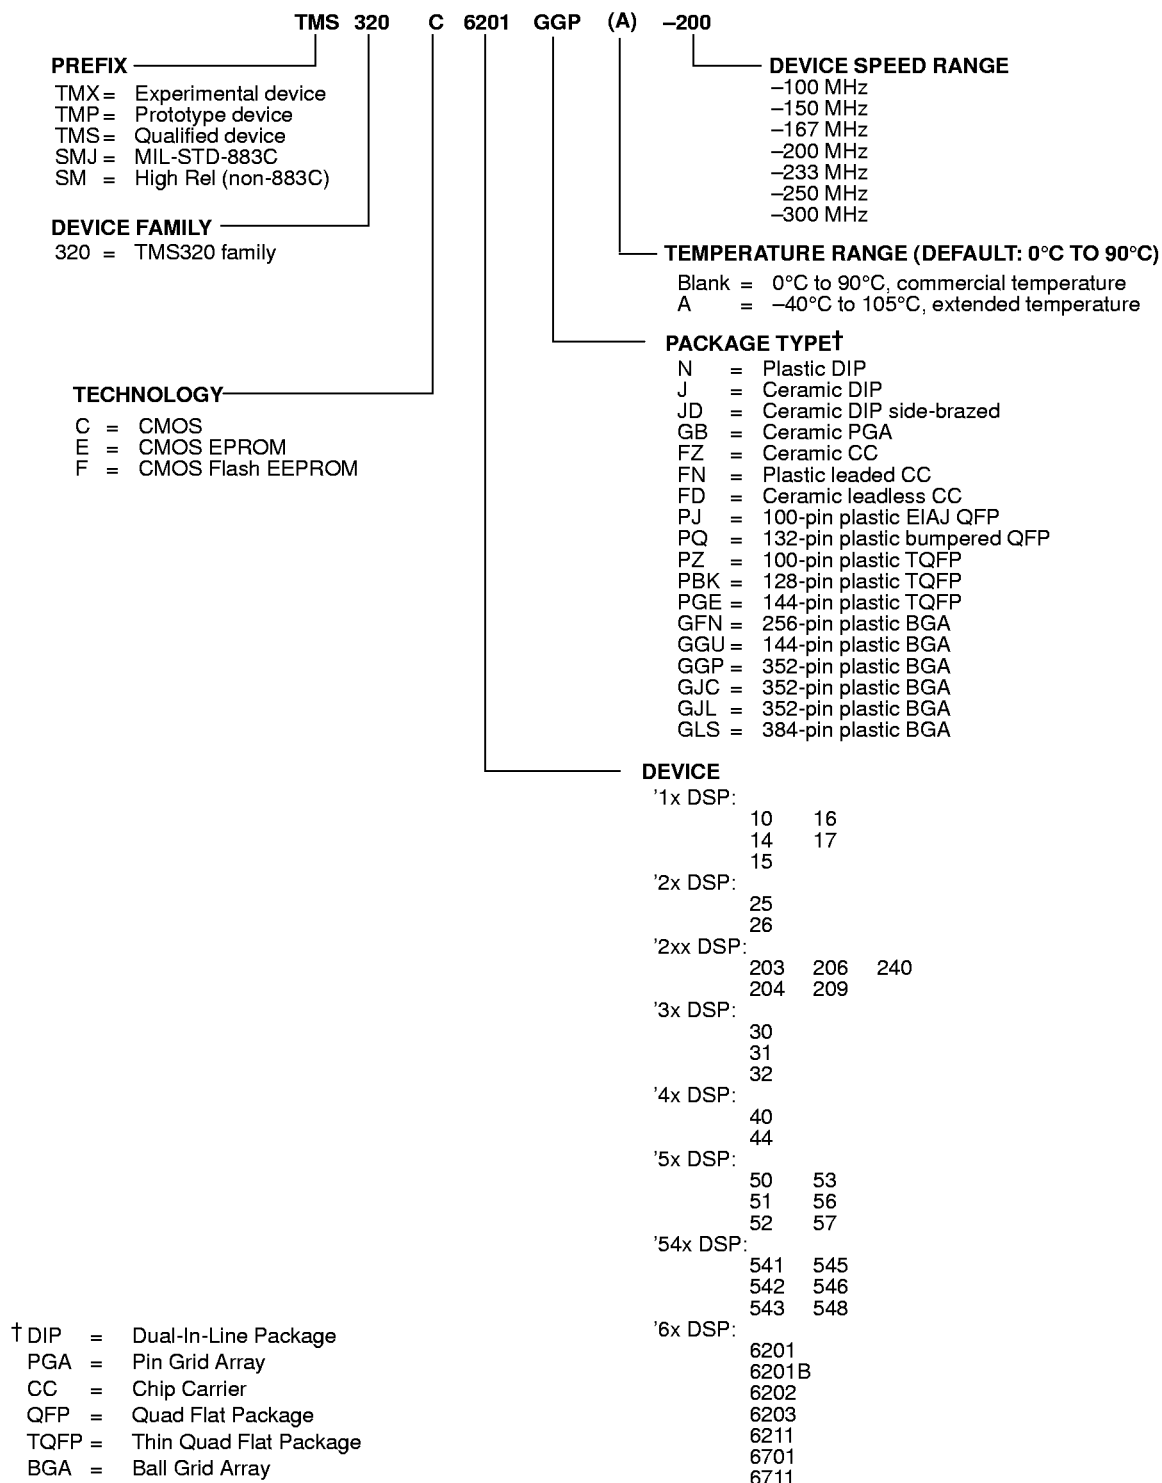 TMS 320 C 6201 GGP (A) –200
PREFIX
TMX = Experimental device
TMP = Prototype device
TMS = Qualified device
SMJ = MIL-STD-883C
SM = High Rel (non-883C)
DEVICE FAMILY
320 = TMS320 family
TECHNOLOGY
C = CMOS
E = CMOS EPROM
F = CMOS Flash EEPROM
DEVICE SPEED RANGE
–100 MHz
–150 MHz
–167 MHz
–200 MHz
–233 MHz
–250 MHz
–300 MHz
TEMPERATURE RANGE (DEFAULT: 0°C TO 90°C)
Blank = 0°C to 90°C, commercial temperature
A = –40°C to 105°C, extended temperature
PACKAGE TYPE†
N = Plastic DIP
J = Ceramic DIP
JD = Ceramic DIP side-brazed
GB = Ceramic PGA
FZ = Ceramic CC
FN = Plastic leaded CC
FD = Ceramic leadless CC
PJ = 100-pin plastic EIAJ QFP
PQ = 132-pin plastic bumpered QFP
PZ = 100-pin plastic TQFP
PBK = 128-pin plastic TQFP
PGE = 144-pin plastic TQFP
GFN = 256-pin plastic BGA
GGU = 144-pin plastic BGA
GGP = 352-pin plastic BGA
GJC = 352-pin plastic BGA
GJL = 352-pin plastic BGA
GLS = 384-pin plastic BGA
DEVICE
'1x DSP:
10 16
14 17
15
'2x DSP:
25
26
'2xx DSP:
203 206 240
204 209
'3x DSP:
30
31
32
'4x DSP:
40
44
'5x DSP:
50 53
51 56
52 57
'54x DSP:
541 545
542 546
543 548
'6x DSP:
6201
6201B
6202
6203
6211
6701
6711
† DIP = Dual-In-Line Package
PGA = Pin Grid Array
CC = Chip Carrier
QFP = Quad Flat Package
TQFP = Thin Quad Flat Package
BGA = Ball Grid Array